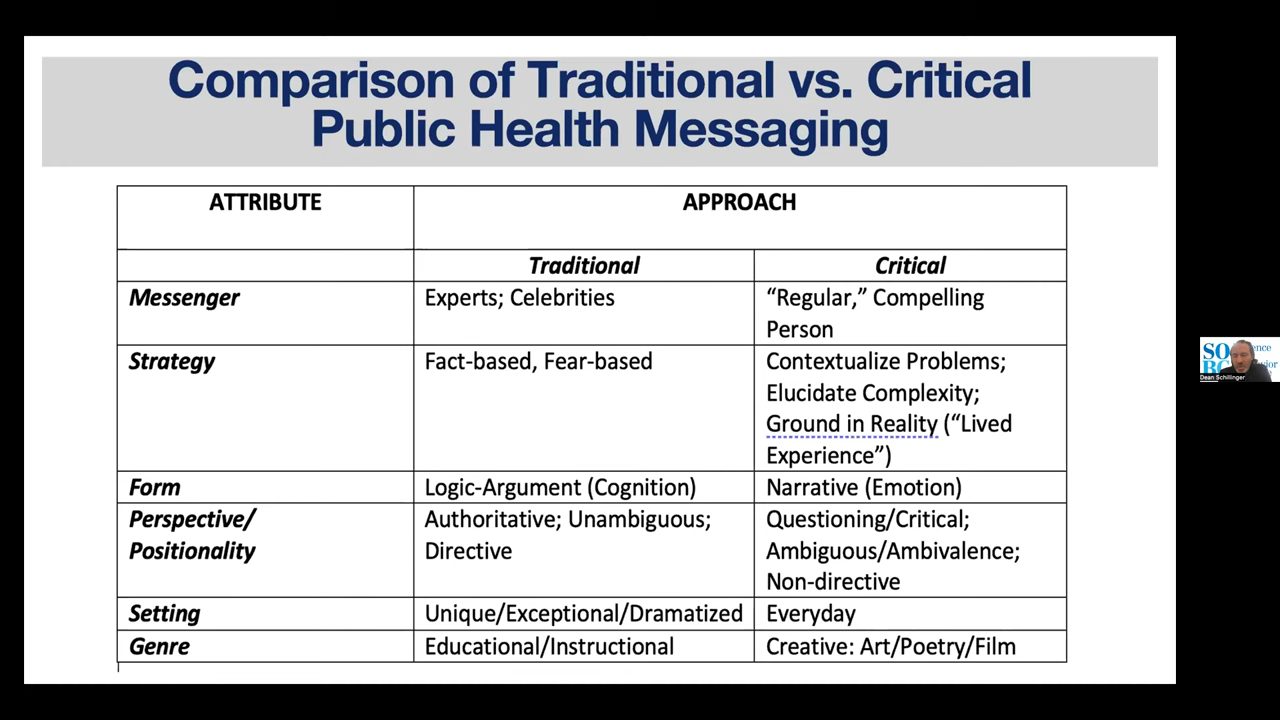 Comparison of Traditional vs. Critical
Public Health Messaging
ATTRIBUTE APPROACH
Traditional Critical
Messenger Experts; Celebrities “Regular,” Compelling
Person
Strategy Fact-based, Fear-based Contextualize Problems;
Elucidate Complexity;
Ground in Reality (“Lived
Experience”)
Form Logic-Argument (Cognition) Narrative (Emotion)
Perspective/ Authoritative; Unambiguous; Questioning/Critical;
Positionality Directive Ambiguous/Ambivalence;
Non-directive
Setting Unique/Exceptional/Dramatized Everyday
Genre Educational/Instructional Creative: Art/Poetry/Film
SO
Dean Schillinger